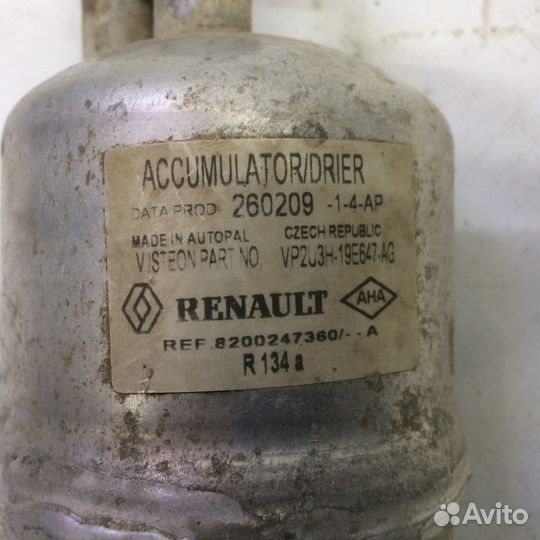 ACCUMULATOR/DRIER
DATA PROD 260209 -1-4-AP
MADE IN AUTOPAL CZECH REPUBLIC
VISTEON PART NO. VP2U3H-19E647-AG
RENAULT AHA
REF 8200247360/--A
R 134 a
Avito